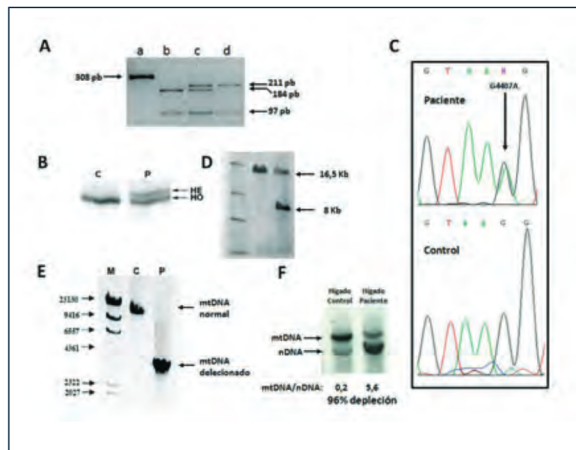 A
a
b
c
d
308 pb
211 pb
184 pb
97 pb
B
C
P
HE
HO
D
16,5 Kb
8 Kb
C
G T A A R G
Paciente
G4407A
G T A A G G
Control
E
M
C
P
23130
9416
6557
4361
2322
2027
mtDNA
normal
mtDNA
delecionado
F
Hígado
Control
Hígado
Paciente
mtDNA
nDNA
mtDNA/nDNA: 0,2 5,6
96% depleción